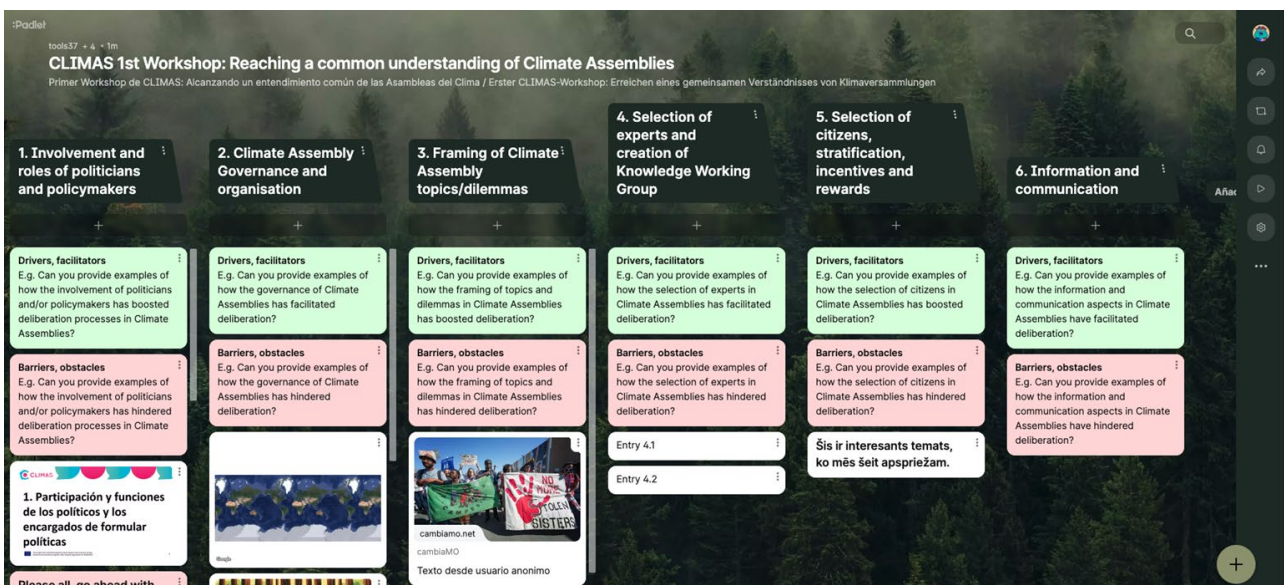 :Padlet
tools37 + 4 • 1m
CLIMAS 1st Workshop: Reaching a common understanding of Climate Assemblies
Primer Workshop de CLIMAS: Alcanzando un entendimiento común de las Asambleas del Clima / Erster CLIMAS-Workshop: Erreichen eines gemeinsamen Verständnisses von Klimaversammlungen
1. Involvement and
roles of politicians
and policymakers
Drivers, facilitators
E.g. Can you provide examples of
how the involvement of politicians
and/or policymakers has boosted
deliberation processes in Climate
Assemblies?
Barriers, obstacles
E.g. Can you provide examples of
how the involvement of politicians
and/or policymakers has hindered
deliberation processes in Climate
Assemblies?
CLIMAS
1. Participación y funciones
de los políticos y los
encargados de formular
políticas
Please all, go ahead with
2. Climate Assembly
Governance and
organisation
Drivers, facilitators
E.g. Can you provide examples of
how the governance of Climate
Assemblies has facilitated
deliberation?
Barriers, obstacles
E.g. Can you provide examples of
how the governance of Climate
Assemblies has hindered
deliberation?
3. Framing of Climate
Assembly
topics/dilemmas
Drivers, facilitators
E.g. Can you provide examples of
how the framing of topics and
dilemmas in Climate Assemblies
has boosted deliberation?
Barriers, obstacles
E.g. Can you provide examples of
how the framing of topics and
dilemmas in Climate Assemblies
has hindered deliberation?
NO MORE
STOLEN
SISTERS
cambiamo.net
cambiaMO
Texto desde usuario anonimo
4. Selection of
experts and
creation of
Knowledge Working
Group
Drivers, facilitators
E.g. Can you provide examples of
how the selection of experts in
Climate Assemblies has facilitated
deliberation?
Barriers, obstacles
E.g. Can you provide examples of
how the selection of experts in
Climate Assemblies has hindered
deliberation?
Entry 4.1
Entry 4.2
5. Selection of
citizens,
stratification,
incentives and
rewards
Drivers, facilitators
E.g. Can you provide examples of
how the selection of citizens in
Climate Assemblies has boosted
deliberation?
Barriers, obstacles
E.g. Can you provide examples of
how the selection of citizens in
Climate Assemblies has hindered
deliberation?
Šis ir interesants temats,
ko mēs šeit apspriežam.
6. Information and
communication
Drivers, facilitators
E.g. Can you provide examples of
how the information and
communication aspects in Climate
Assemblies have facilitated
deliberation?
Barriers, obstacles
E.g. Can you provide examples of
how the information and
communication aspects in Climate
Assemblies have hindered
deliberation?